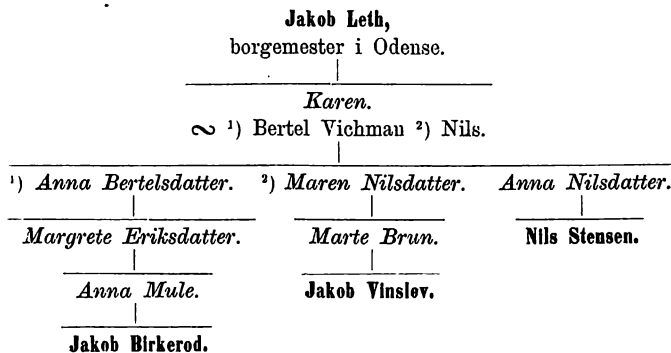 Jakob Leth,
borgemester i Odense.
Karen.
∾ ¹) Bertel Vichman ²) Nils.
¹) Anna Bertelsdatter. ²) Maren Nilsdatter. Anna Nilsdatter.
Margrete Eriksdatter. Marte Brun. Nils Stensen.
Anna Mule. Jakob Vinsløv.
Jakob Birkerod.